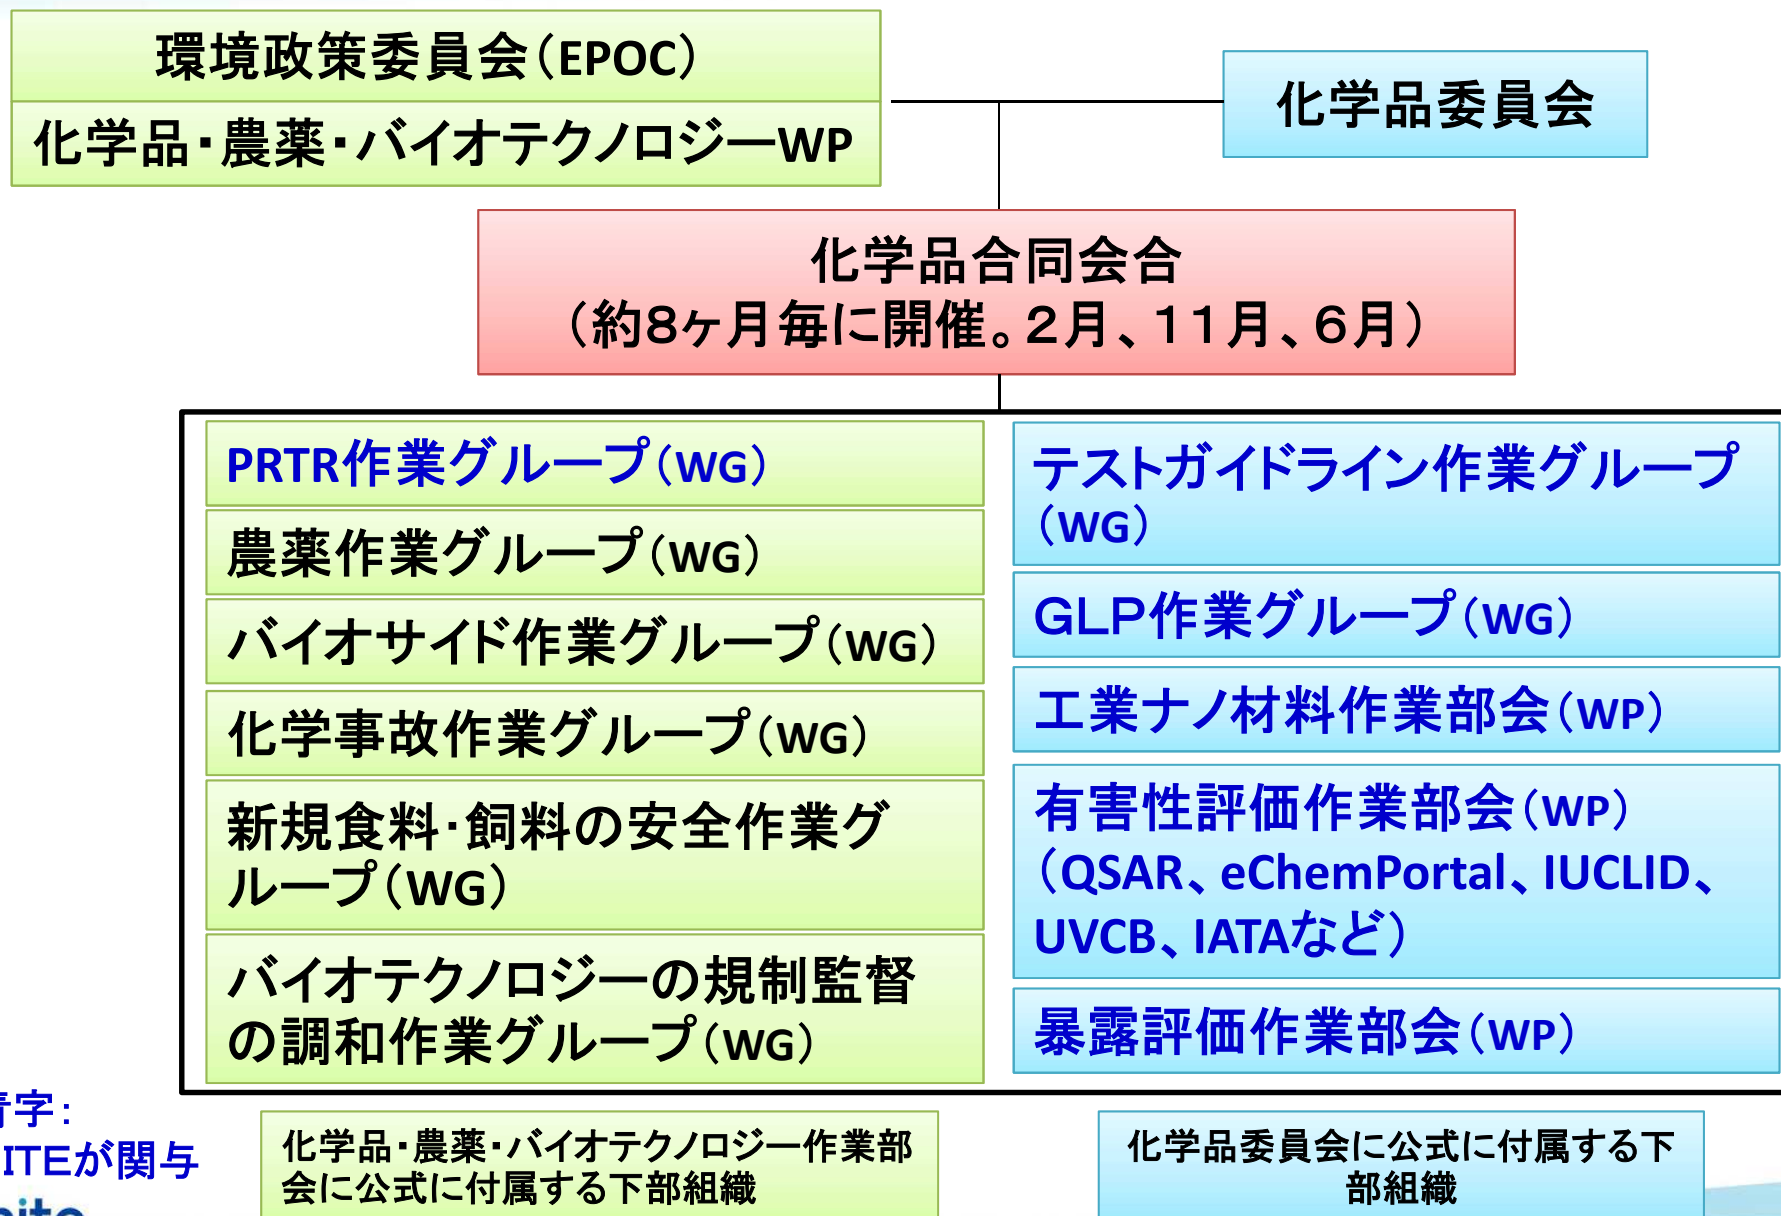 環境政策委員会（EPOC）
化学品・農薬・バイオテクノロジーWP
化学品委員会
化学品合同会合
（約８ヶ月毎に開催。２月、１１月、６月）
PRTR作業グループ（WG）
農薬作業グループ（WG）
バイオサイド作業グループ（WG）
化学事故作業グループ（WG）
新規食料・飼料の安全作業グ
ループ（WG）
バイオテクノロジーの規制監督
の調和作業グループ（WG）
テストガイドライン作業グループ
（WG）
ＧＬＰ作業グループ（WG）
工業ナノ材料作業部会（WP）
有害性評価作業部会（WP）
（QSAR、eChemPortal、IUCLID、
UVCB、IATAなど）
暴露評価作業部会（WP）
青字：
ITEが関与
化学品・農薬・バイオテクノロジー作業部
会に公式に付属する下部組織
化学品委員会に公式に付属する下
部組織